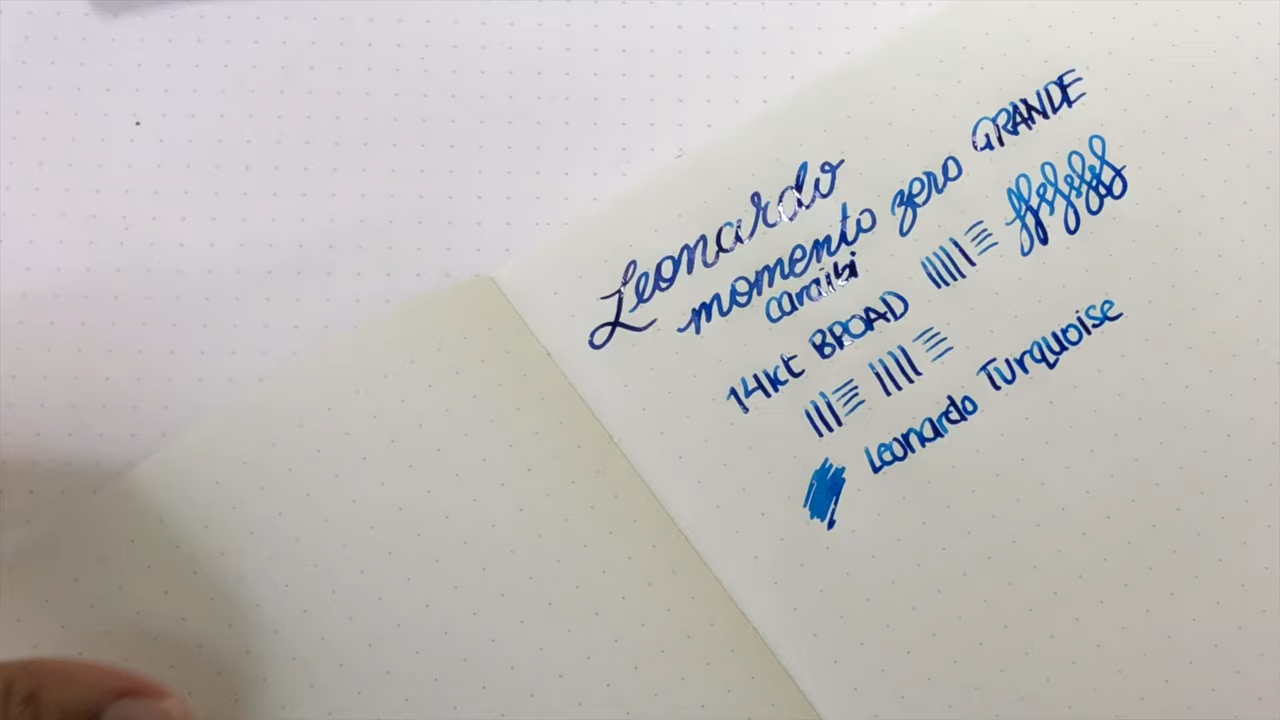 Leonardo
momento zero GRANDE
caraibi
14kt BROAD
Leonardo Turquoise